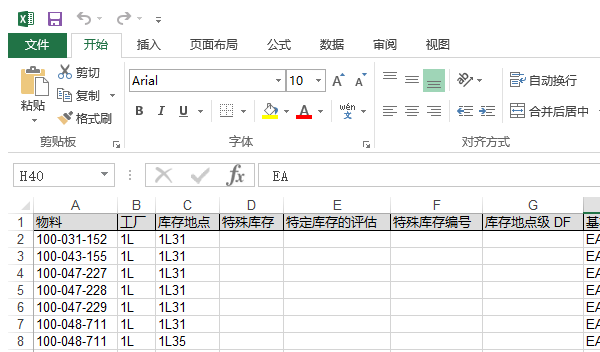 文件 开始 插入 页面布局 公式 数据 审阅 视图
粘贴 剪切 复制 格式刷 剪贴板
Arial 10 A A B I U A wén 文 字体
自动换行 合并后居中 对齐方式
H40 fx EA
A B C D E F G
1 物料 工厂 库存地点 特殊库存 特定库存的评估 特殊库存编号 库存地点级 DF 基
2 100-031-152 1L 1L31 EA
3 100-043-155 1L 1L31 EA
4 100-047-227 1L 1L31 EA
5 100-047-228 1L 1L31 EA
6 100-047-229 1L 1L31 EA
7 100-048-711 1L 1L31 EA
8 100-048-711 1L 1L35 EA